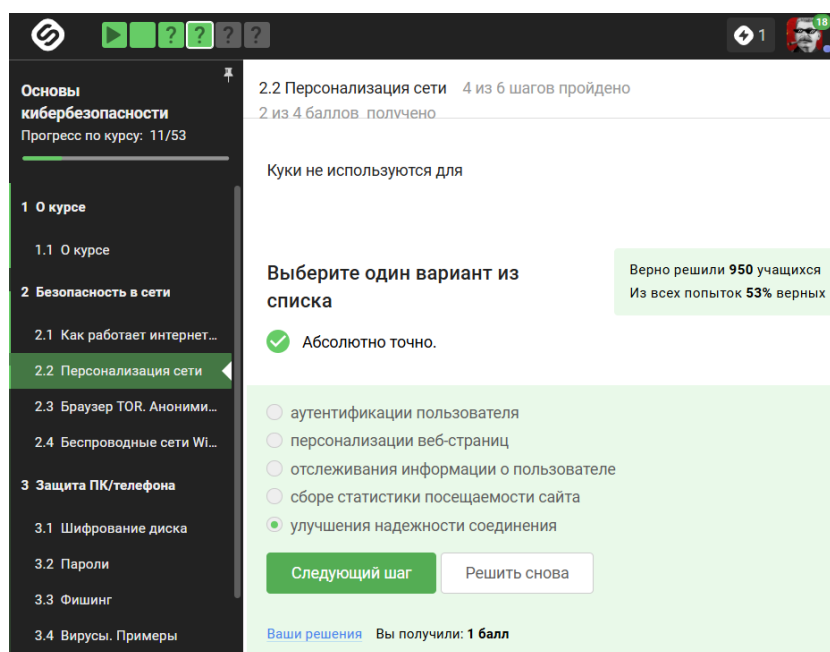 ? ? ? ?
1
18
Основы
кибербезопасности
Прогресс по курсу: 11/53
1 О курсе
1.1 О курсе
2 Безопасность в сети
2.1 Как работает интернет...
2.2 Персонализация сети
2.3 Браузер TOR. Аноними...
2.4 Беспроводные сети Wi...
3 Защита ПК/телефона
3.1 Шифрование диска
3.2 Пароли
3.3 Фишинг
3.4 Вирусы. Примеры
2.2 Персонализация сети 4 из 6 шагов пройдено
2 из 4 баллов получено
Куки не используются для
Выберите один вариант из
списка
Верно решили 950 учащихся
Из всех попыток 53% верных
Абсолютно точно.
аутентификации пользователя
персонализации веб-страниц
отслеживания информации о пользователе
сборе статистики посещаемости сайта
улучшения надежности соединения
Следующий шаг Решить снова
Ваши решения Вы получили: 1 балл